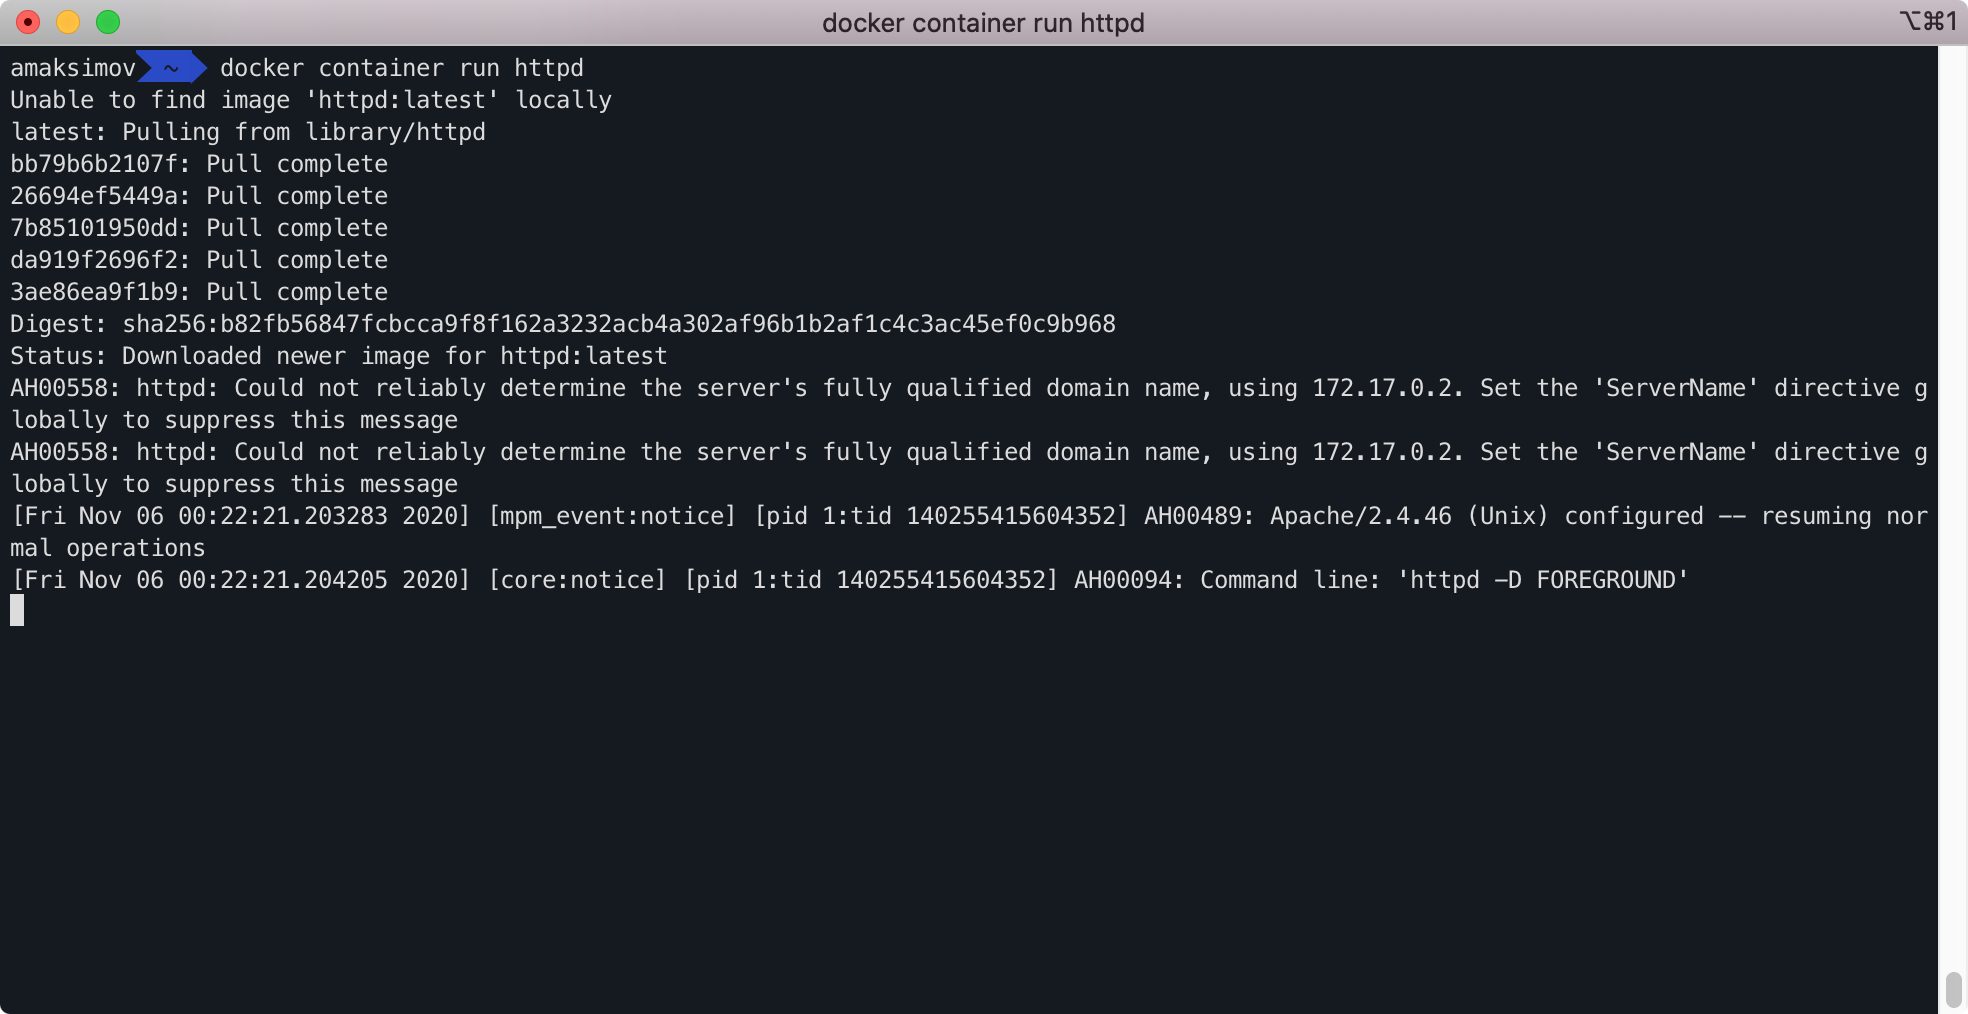 docker container run httpd
⌥⌘1
amaksimov ~ docker container run httpd
Unable to find image 'httpd:latest' locally
latest: Pulling from library/httpd
bb79b6b2107f: Pull complete
26694ef5449a: Pull complete
7b85101950dd: Pull complete
da919f2696f2: Pull complete
3ae86ea9f1b9: Pull complete
Digest: sha256:b82fb56847fcbcca9f8f162a3232acb4a302af96b1b2af1c4c3ac45ef0c9b968
Status: Downloaded newer image for httpd:latest
AH00558: httpd: Could not reliably determine the server's fully qualified domain name, using 172.17.0.2. Set the 'ServerName' directive g
lobally to suppress this message
AH00558: httpd: Could not reliably determine the server's fully qualified domain name, using 172.17.0.2. Set the 'ServerName' directive g
lobally to suppress this message
[Fri Nov 06 00:22:21.203283 2020] [mpm_event:notice] [pid 1:tid 140255415604352] AH00489: Apache/2.4.46 (Unix) configured -- resuming nor
mal operations
[Fri Nov 06 00:22:21.204205 2020] [core:notice] [pid 1:tid 140255415604352] AH00094: Command line: 'httpd -D FOREGROUND'